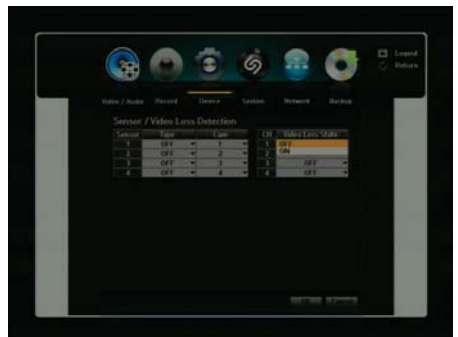 Logout
Return
Video / Audio Record Device System Network Backup
Sensor / Video Loss Detection
Sensor Type Cam CH Video Loss State
1 OFF 1 1 OFF
2 OFF 2 2 ON
3 OFF 3 3 OFF
4 OFF 4 4 OFF
OK Cancel